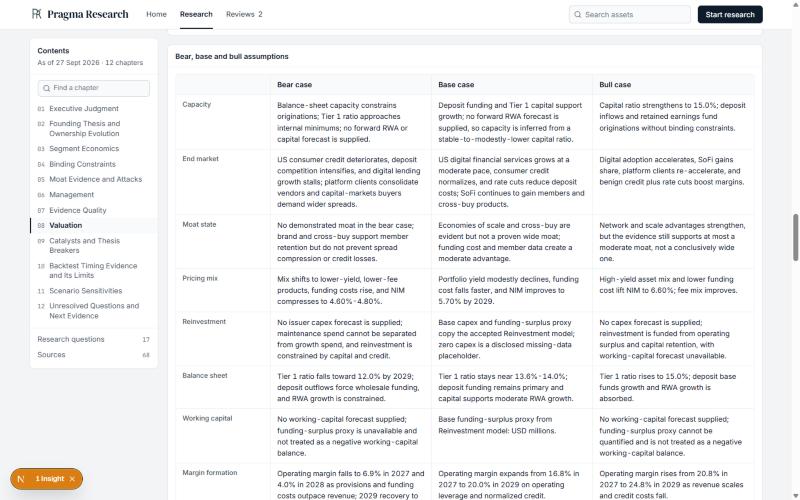 Pragma Research
Home Research Reviews 2
Search assets
Start research
Contents
As of 27 Sept 2026 · 12 chapters
Find a chapter
01 Executive Judgment
02 Founding Thesis and
Ownership Evolution
03 Segment Economics
04 Binding Constraints
05 Moat Evidence and Attacks
06 Management
07 Evidence Quality
08 Valuation
09 Catalysts and Thesis
Breakers
10 Backtest Timing Evidence
and Its Limits
11 Scenario Sensitivities
12 Unresolved Questions and
Next Evidence
Research questions 17
Sources 68
Bear, base and bull assumptions
Bear case Base case Bull case
Capacity
Balance-sheet capacity constrains
originations; Tier 1 ratio approaches
internal minimums; no forward RWA or
capital forecast is supplied.
Deposit funding and Tier 1 capital support
growth; no forward RWA forecast is
supplied, so capacity is inferred from a
stable-to-modestly-lower capital ratio.
Capital ratio strengthens to 15.0%; deposit
inflows and retained earnings fund
originations without binding constraints.
End market
US consumer credit deteriorates, deposit
competition intensifies, and digital lending
growth stalls; platform clients consolidate
vendors and capital-markets buyers
demand wider spreads.
US digital financial services grows at a
moderate pace, consumer credit
normalizes, and rate cuts reduce deposit
costs; SoFi continues to gain members and
cross-buy products.
Digital adoption accelerates, SoFi gains
share, platform clients re-accelerate, and
benign credit plus rate cuts boost margins.
Moat state
No demonstrated moat in the bear case;
brand and cross-buy support member
retention but do not prevent spread
compression or credit losses.
Economies of scale and cross-buy are
evident but not a proven wide moat;
funding cost and member data create a
moderate advantage.
Network and scale advantages strengthen,
but the evidence still supports at most a
moderate moat, not a conclusively wide
one.
Pricing mix
Mix shifts to lower-yield, lower-fee
products, funding costs rise, and NIM
compresses to 4.60%-4.80%.
Portfolio yield modestly declines, funding
cost falls faster, and NIM improves to
5.70% by 2029.
High-yield asset mix and lower funding
cost lift NIM to 6.60%; fee mix improves.
Reinvestment
No issuer capex forecast is supplied;
maintenance spend cannot be separated
from growth spend, and reinvestment is
constrained by capital and credit.
Base capex and funding-surplus proxy
copy the accepted Reinvestment model;
zero capex is a disclosed missing-data
placeholder.
No capex forecast is supplied;
reinvestment is funded from operating
surplus and capital retention, with
working-capital forecast unavailable.
Balance sheet
Tier 1 ratio falls toward 12.0% by 2029;
deposit outflows force wholesale funding,
and RWA growth is constrained.
Tier 1 ratio stays near 13.6%-14.0%;
deposit funding remains primary and
capital supports moderate RWA growth.
Tier 1 ratio rises to 15.0%; deposit base
funds growth and RWA growth is
absorbed.
Working capital
No working-capital forecast supplied;
funding-surplus proxy is unavailable and
not treated as a negative working-capital
balance.
Base funding-surplus proxy from
Reinvestment model: USD millions.
No working-capital forecast supplied;
funding-surplus proxy cannot be
quantified and is not treated as a negative
working-capital balance.
Margin formation
Operating margin falls to 6.9% in 2027 and
4.0% in 2028 as provisions and funding
costs outpace revenue; 2029 recovery to
Operating margin expands from 16.8% in
2027 to 20.0% in 2029 on operating
leverage and normalized credit.
Operating margin rises from 20.8% in
2027 to 24.8% in 2029 as revenue scales
and credit costs fall.
N 1 Insight ×